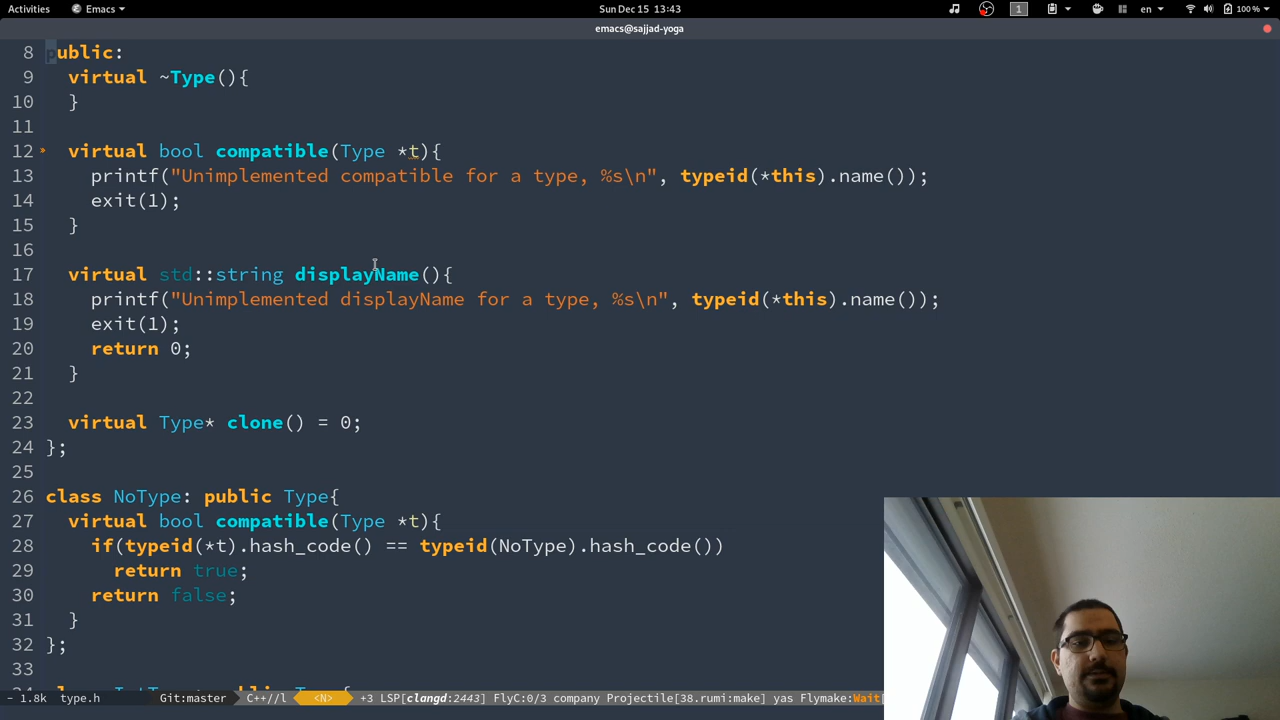 Activities Emacs Sun Dec 15 13:43 1 en 100 %
emacs@sajjad-yoga
8 public:
9 virtual ~Type(){
10 }
11
12 » virtual bool compatible(Type *t){
13 printf("Unimplemented compatible for a type, %s\n", typeid(*this).name());
14 exit(1);
15 }
16
17 virtual std::string displayName(){
18 printf("Unimplemented displayName for a type, %s\n", typeid(*this).name());
19 exit(1);
20 return 0;
21 }
22
23 virtual Type* clone() = 0;
24 };
25
26 class NoType: public Type{
27 virtual bool compatible(Type *t){
28 if(typeid(*t).hash_code() == typeid(NoType).hash_code())
29 return true;
30 return false;
31 }
32 };
33
- 1.8k type.h Git:master C++//l <N> +3 LSP[clangd:2443] FlyC:0/3 company Projectile[38.rumi:make] yas Flymake:Wait